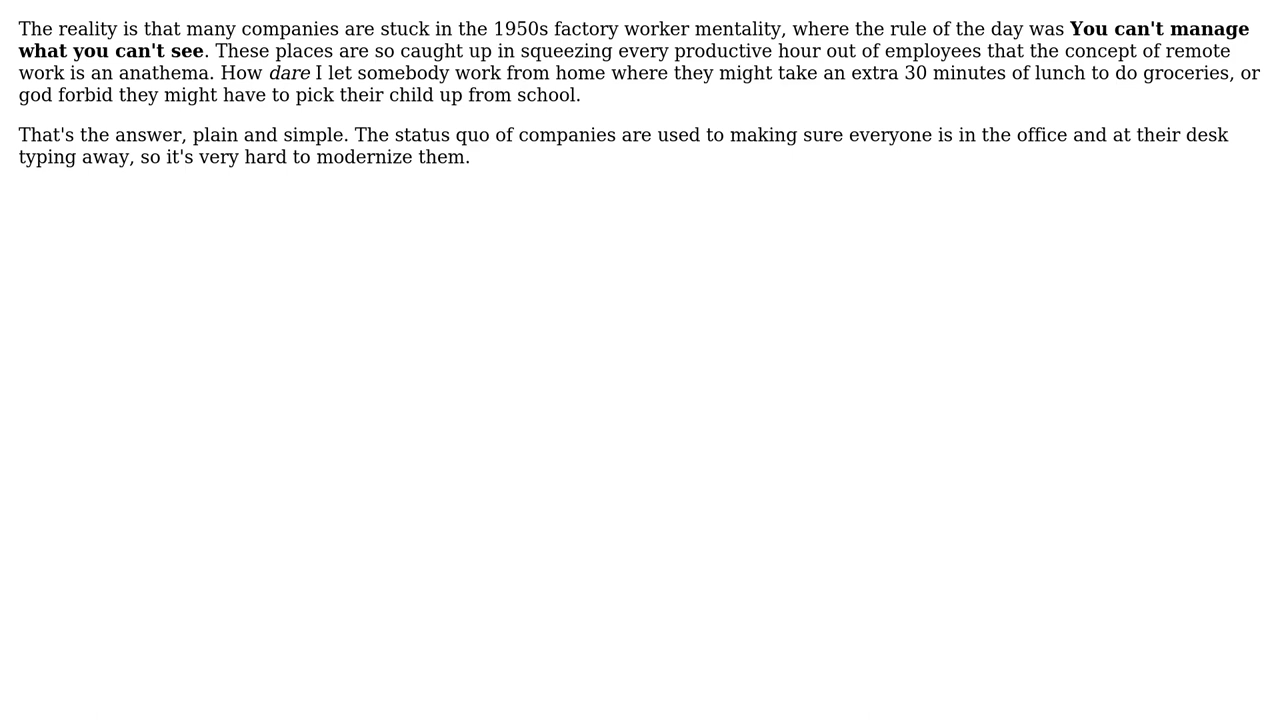 The reality is that many companies are stuck in the 1950s factory worker mentality, where the rule of the day was You can't manage
what you can't see. These places are so caught up in squeezing every productive hour out of employees that the concept of remote
work is an anathema. How dare I let somebody work from home where they might take an extra 30 minutes of lunch to do groceries, or
god forbid they might have to pick their child up from school.
That's the answer, plain and simple. The status quo of companies are used to making sure everyone is in the office and at their desk
typing away, so it's very hard to modernize them.